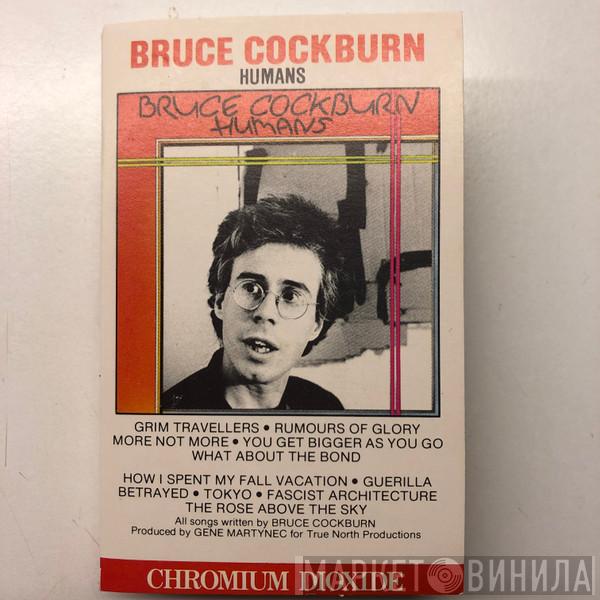 BRUCE COCKBURN
HUMANS
BRUCE COCKBURN
HUMANS
GRIM TRAVELLERS • RUMOURS OF GLORY
MORE NOT MORE • YOU GET BIGGER AS YOU GO
WHAT ABOUT THE BOND
HOW I SPENT MY FALL VACATION • GUERILLA
BETRAYED • TOKYO • FASCIST ARCHITECTURE
THE ROSE ABOVE THE SKY
All songs written by BRUCE COCKBURN
Produced by GENE MARTYNEC for True North Productions
CHROMIUM DIOXIDE
МАРКЕТ ВИНИЛА